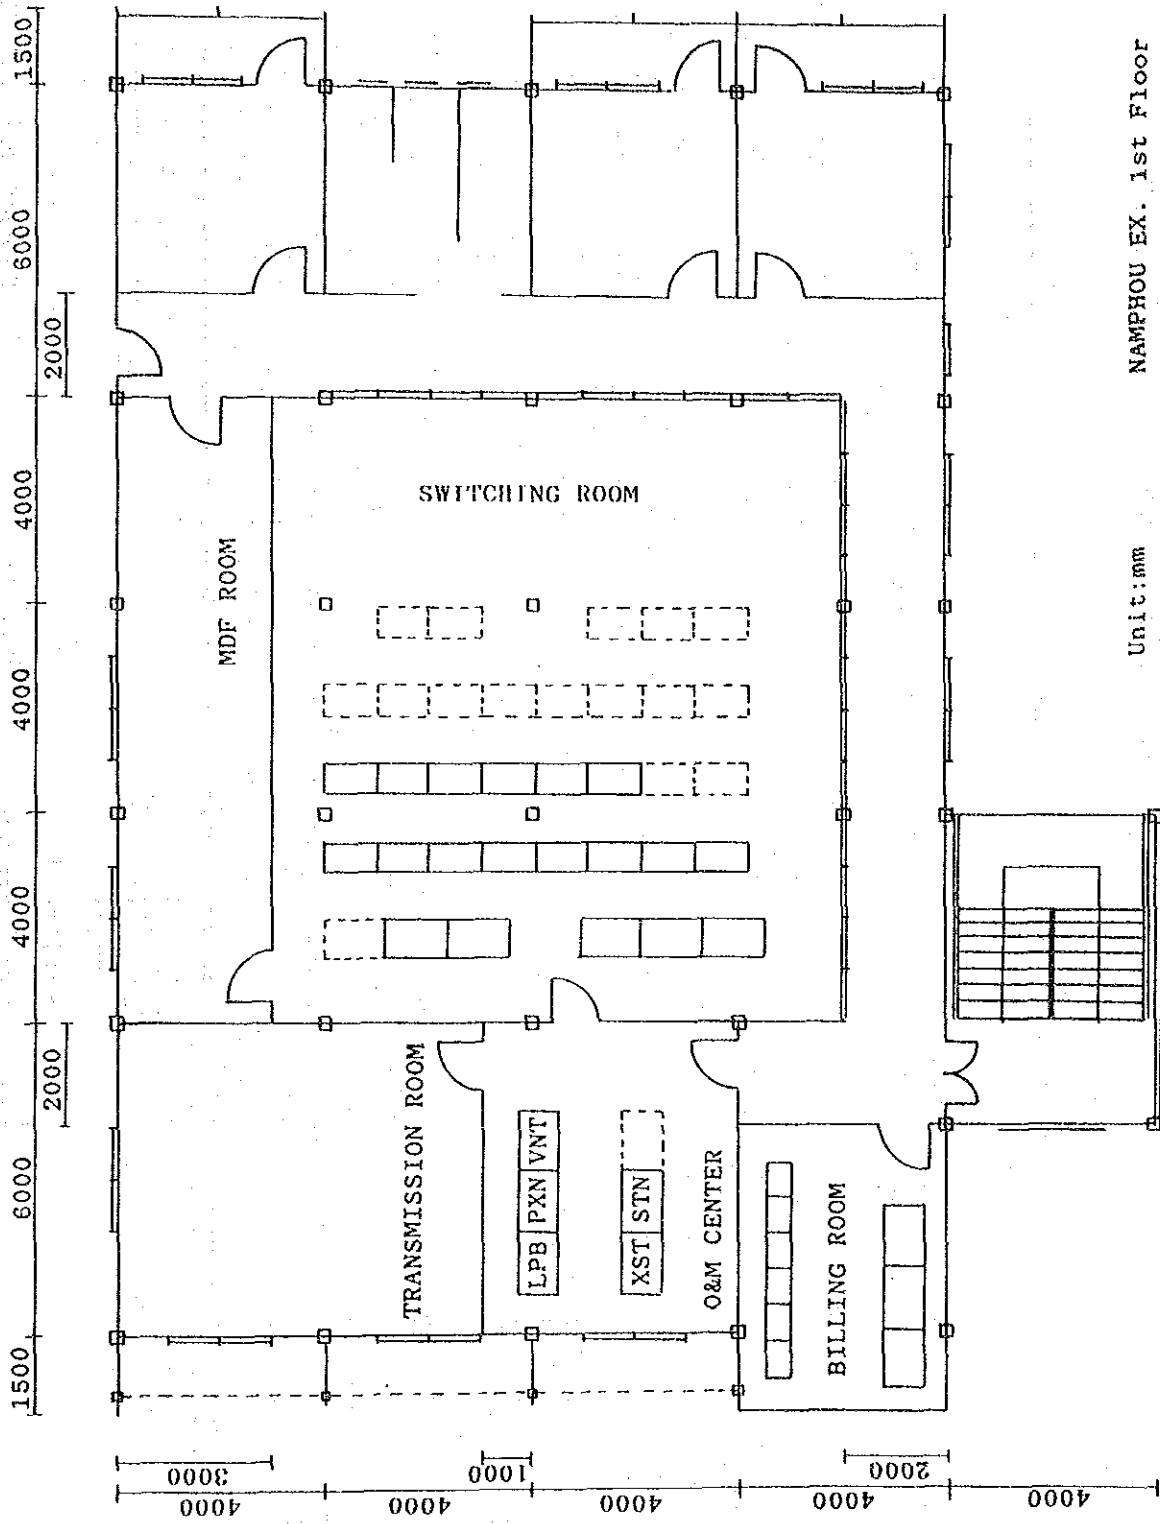 1500
6000
4000
4000
4000
6000
1500
2000
2000
SWITCHING ROOM
MDF ROOM
TRANSMISSION ROOM
LPB PXN VNT
XST STN
O&M CENTER
BILLING ROOM
3000
1000
2000
4000
4000
4000
4000
4000
Unit:mm
NAMPHOU EX. 1st Floor